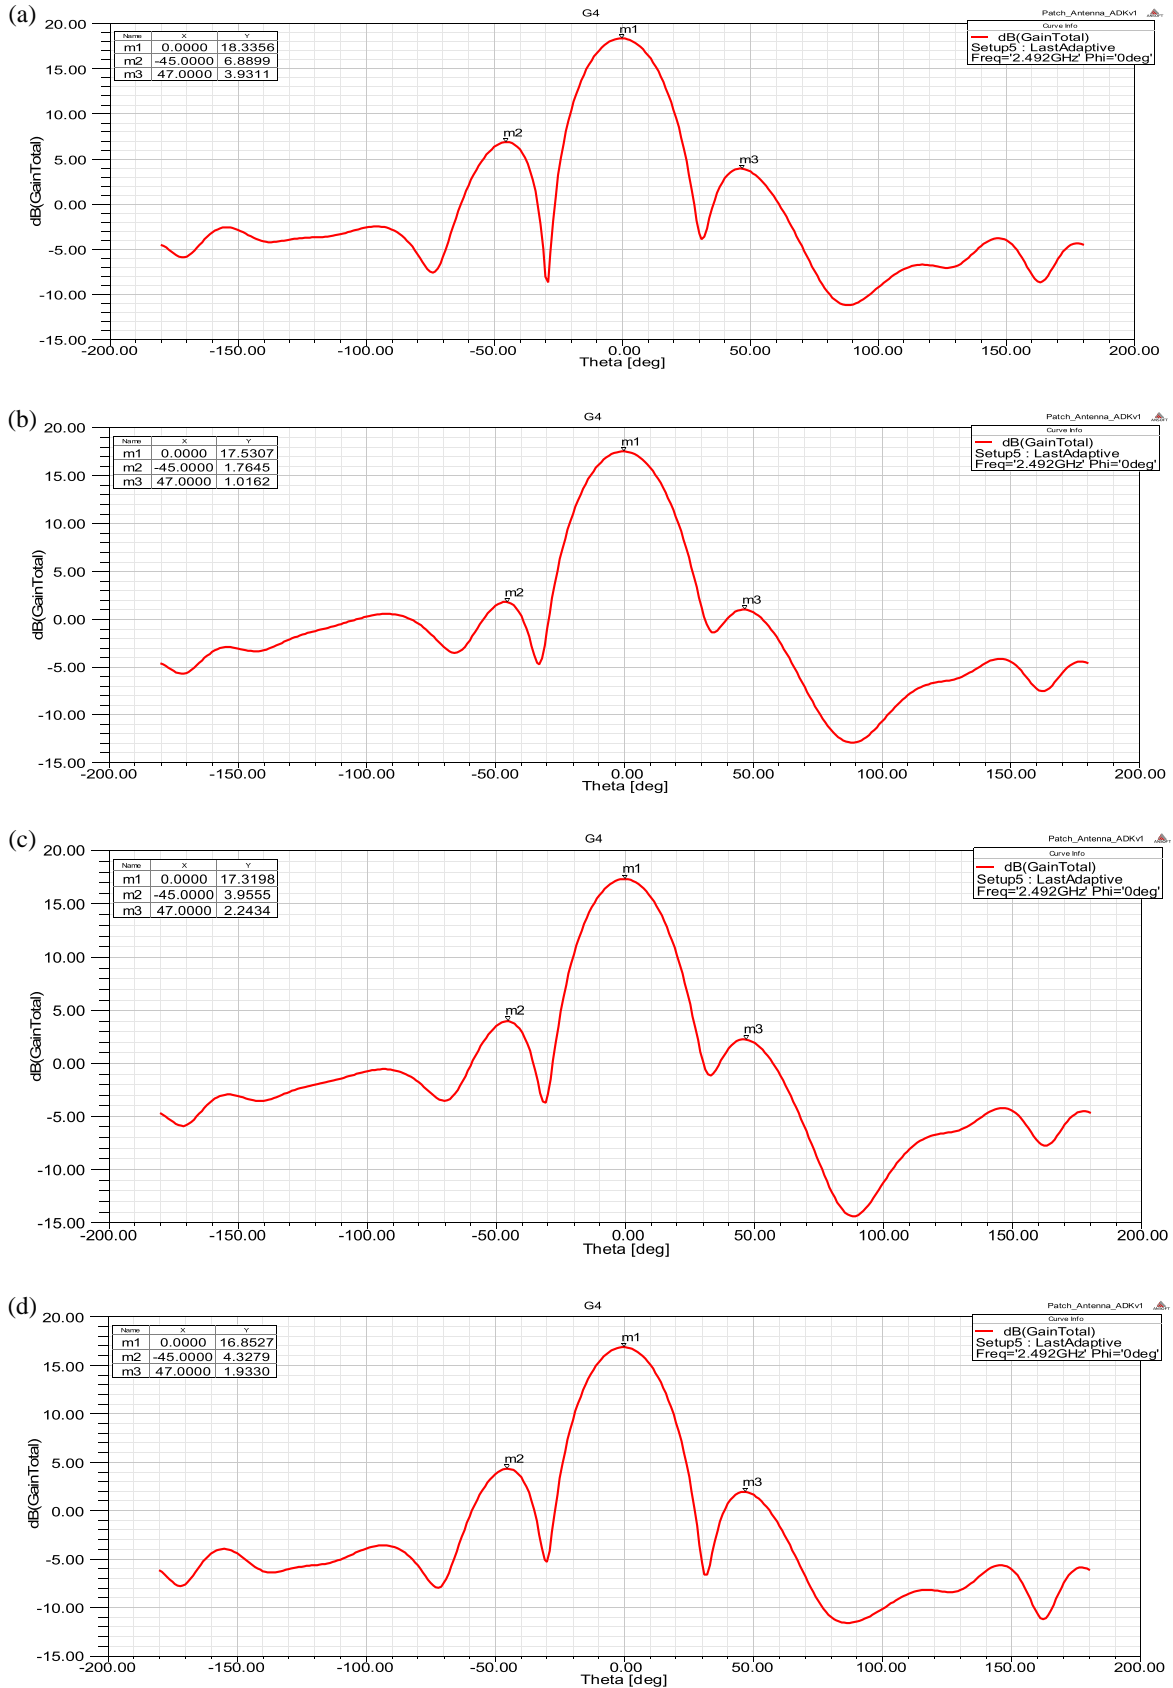 (a)
G4
Patch_Antenna_ADKv1
ANSOFT
20.00
15.00
10.00
5.00
0.00
-5.00
-10.00
-15.00
dB(GainTotal)
Name X Y
m1 0.0000 18.3356
m2 -45.0000 6.8899
m3 47.0000 3.9311
Curve Info
dB(GainTotal)
Setup5 : LastAdaptive
Freq='2.492GHz' Phi='0deg'
m1
m2
m3
-200.00 -150.00 -100.00 -50.00 0.00 50.00 100.00 150.00 200.00
Theta [deg]
(b)
G4
Patch_Antenna_ADKv1
ANSOFT
20.00
15.00
10.00
5.00
0.00
-5.00
-10.00
-15.00
dB(GainTotal)
Name X Y
m1 0.0000 17.5307
m2 -45.0000 1.7645
m3 47.0000 1.0162
Curve Info
dB(GainTotal)
Setup5 : LastAdaptive
Freq='2.492GHz' Phi='0deg'
m1
m2
m3
-200.00 -150.00 -100.00 -50.00 0.00 50.00 100.00 150.00 200.00
Theta [deg]
(c)
G4
Patch_Antenna_ADKv1
ANSOFT
20.00
15.00
10.00
5.00
0.00
-5.00
-10.00
-15.00
dB(GainTotal)
Name X Y
m1 0.0000 17.3198
m2 -45.0000 3.9555
m3 47.0000 2.2434
Curve Info
dB(GainTotal)
Setup5 : LastAdaptive
Freq='2.492GHz' Phi='0deg'
m1
m2
m3
-200.00 -150.00 -100.00 -50.00 0.00 50.00 100.00 150.00 200.00
Theta [deg]
(d)
G4
Patch_Antenna_ADKv1
ANSOFT
20.00
15.00
10.00
5.00
0.00
-5.00
-10.00
-15.00
dB(GainTotal)
Name X Y
m1 0.0000 16.8527
m2 -45.0000 4.3279
m3 47.0000 1.9330
Curve Info
dB(GainTotal)
Setup5 : LastAdaptive
Freq='2.492GHz' Phi='0deg'
m1
m2
m3
-200.00 -150.00 -100.00 -50.00 0.00 50.00 100.00 150.00 200.00
Theta [deg]